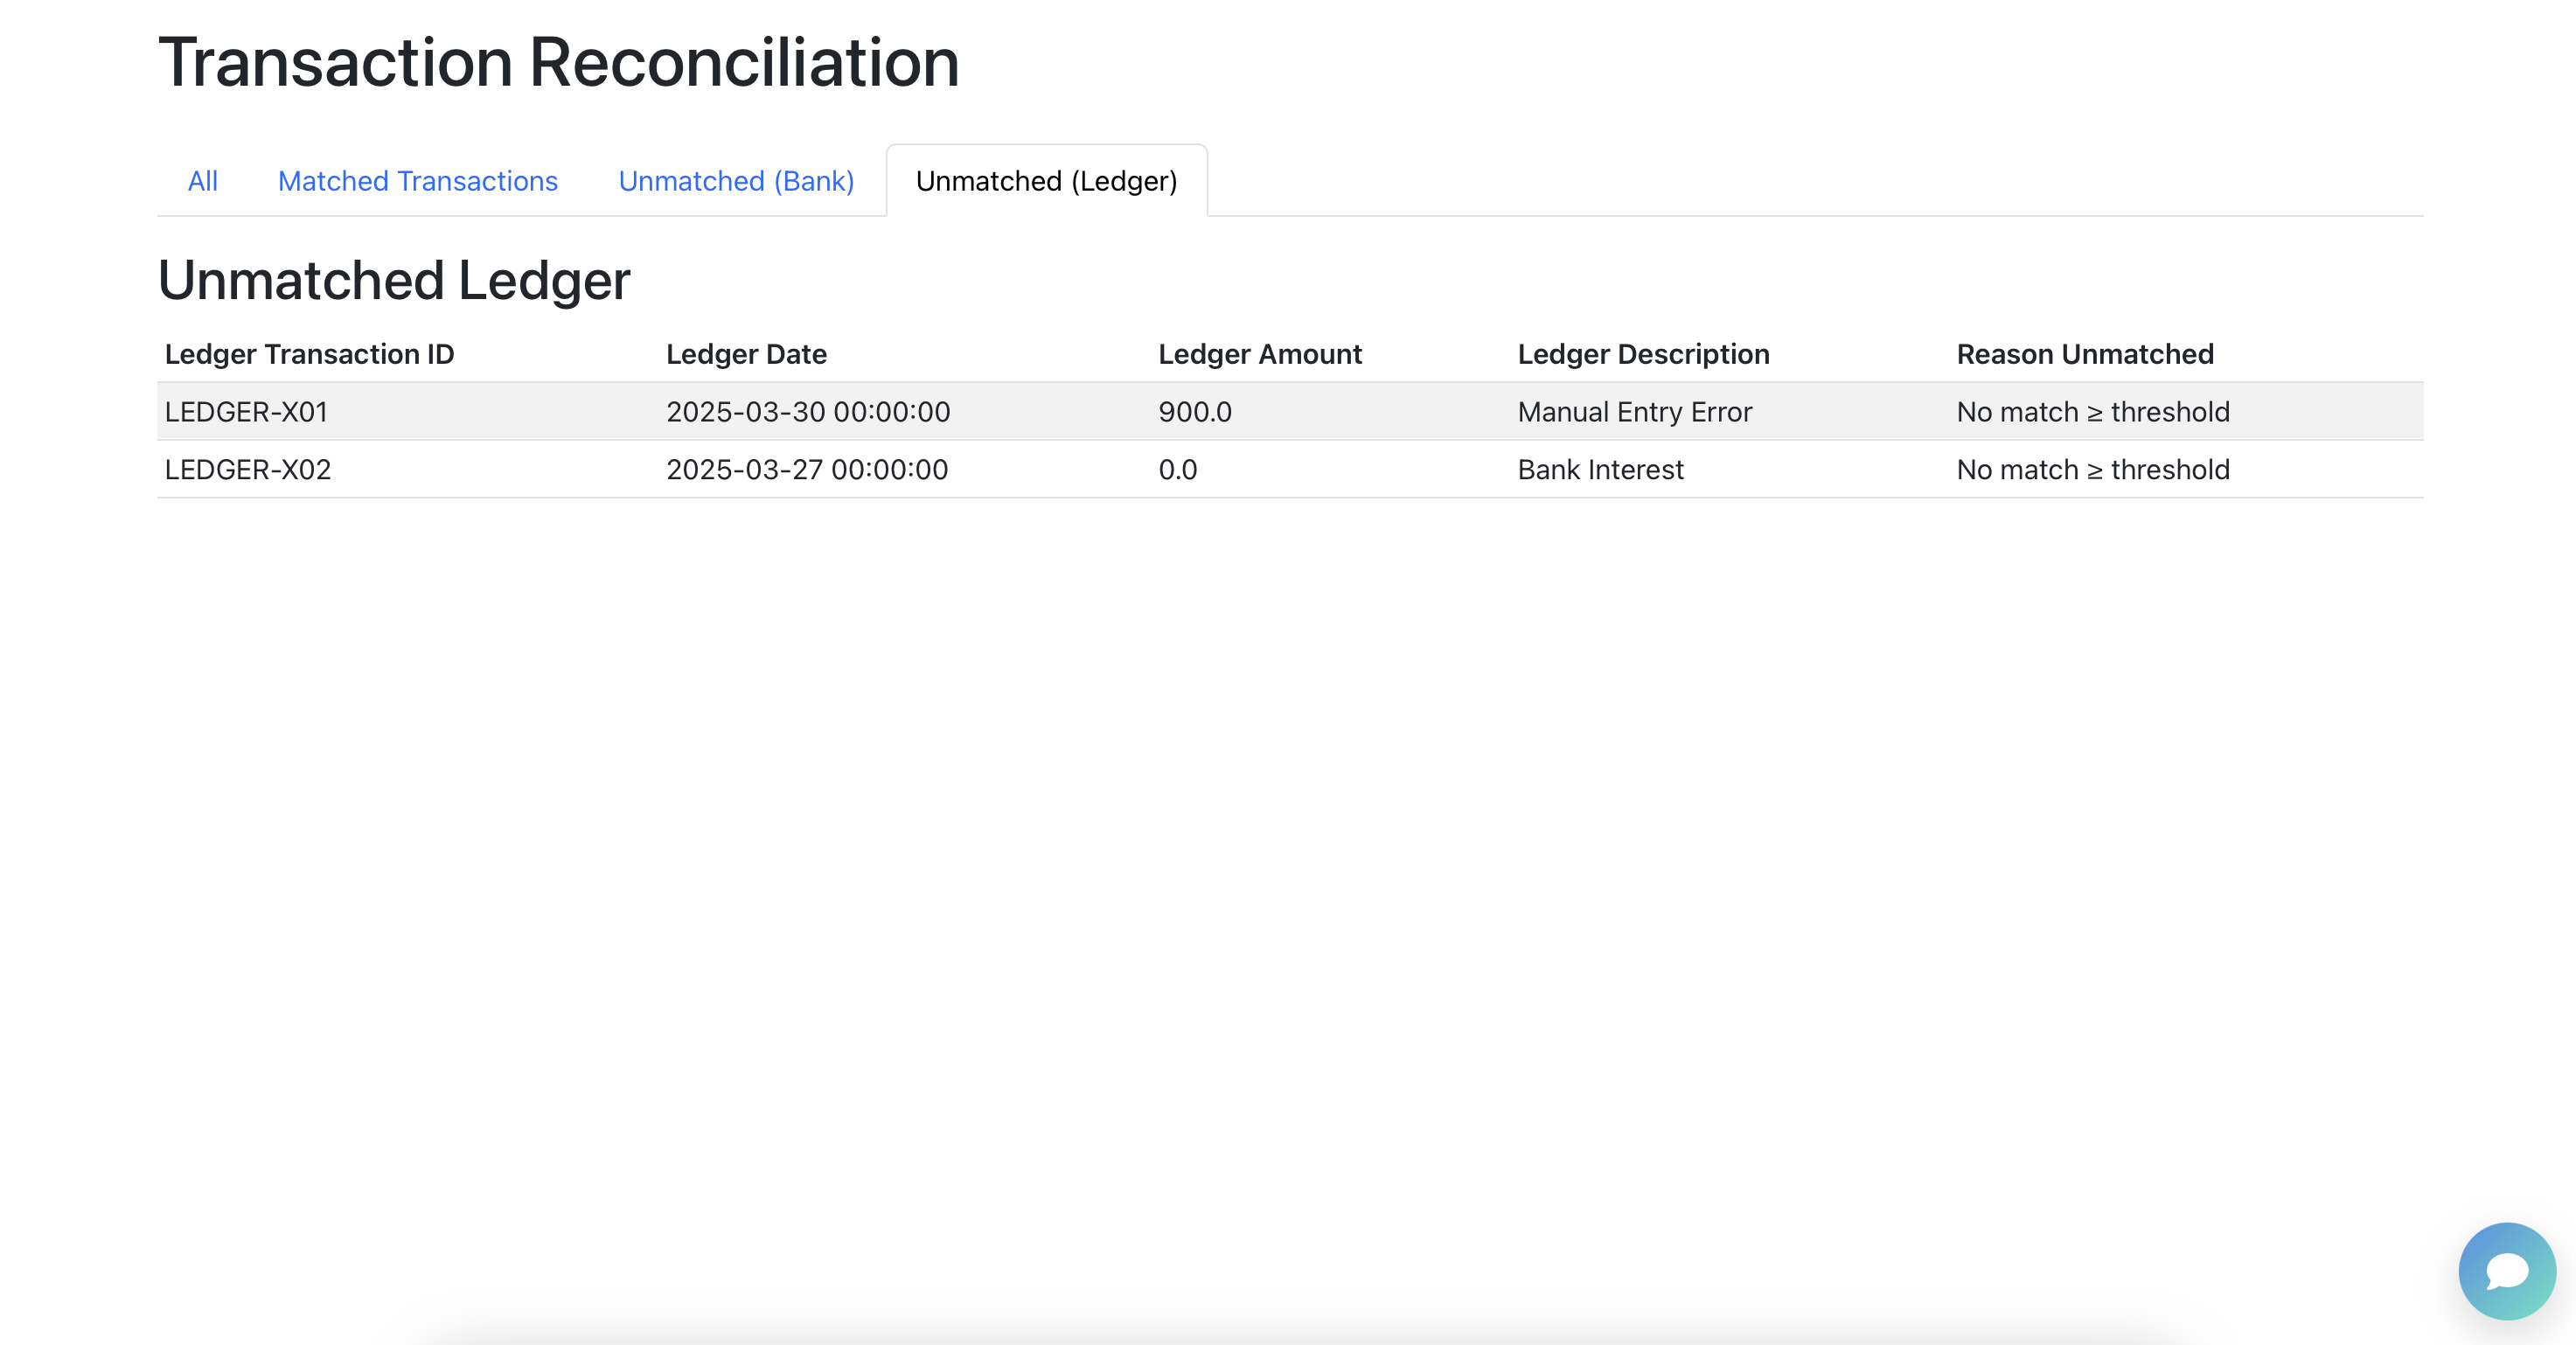 Transaction Reconciliation
All Matched Transactions Unmatched (Bank) Unmatched (Ledger)
Unmatched Ledger
Ledger Transaction ID Ledger Date Ledger Amount Ledger Description Reason Unmatched
LEDGER-X01 2025-03-30 00:00:00 900.0 Manual Entry Error No match ≥ threshold
LEDGER-X02 2025-03-27 00:00:00 0.0 Bank Interest No match ≥ threshold